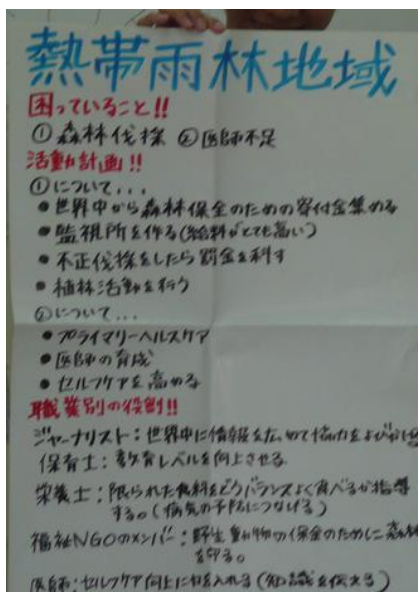 熱帯雨林地域
困っていること!!
① 森林伐採 ② 医師不足
活動計画!!
①について...
● 世界中から森林保全のための寄付金集める
● 監視所を作る(給料がとても高い)
● 不正伐採をしたら罰金を科す
● 植林活動を行う
②について...
● プライマリーヘルスケア
● 医師の育成
● セルフケアを高める
職業別の役割!!
ジャーナリスト:世界中に情報を広めて協力をよびかける
保育士:教育レベルを向上させる
栄養士:限られた食料をどうバランスよく食べるか指導
する。(病気の予防につなげる)
福祉NGOのメンバー:野生動物の保全のために森林
を守る。
医師:セルフケア向上に力を入れる(知識を伝える)